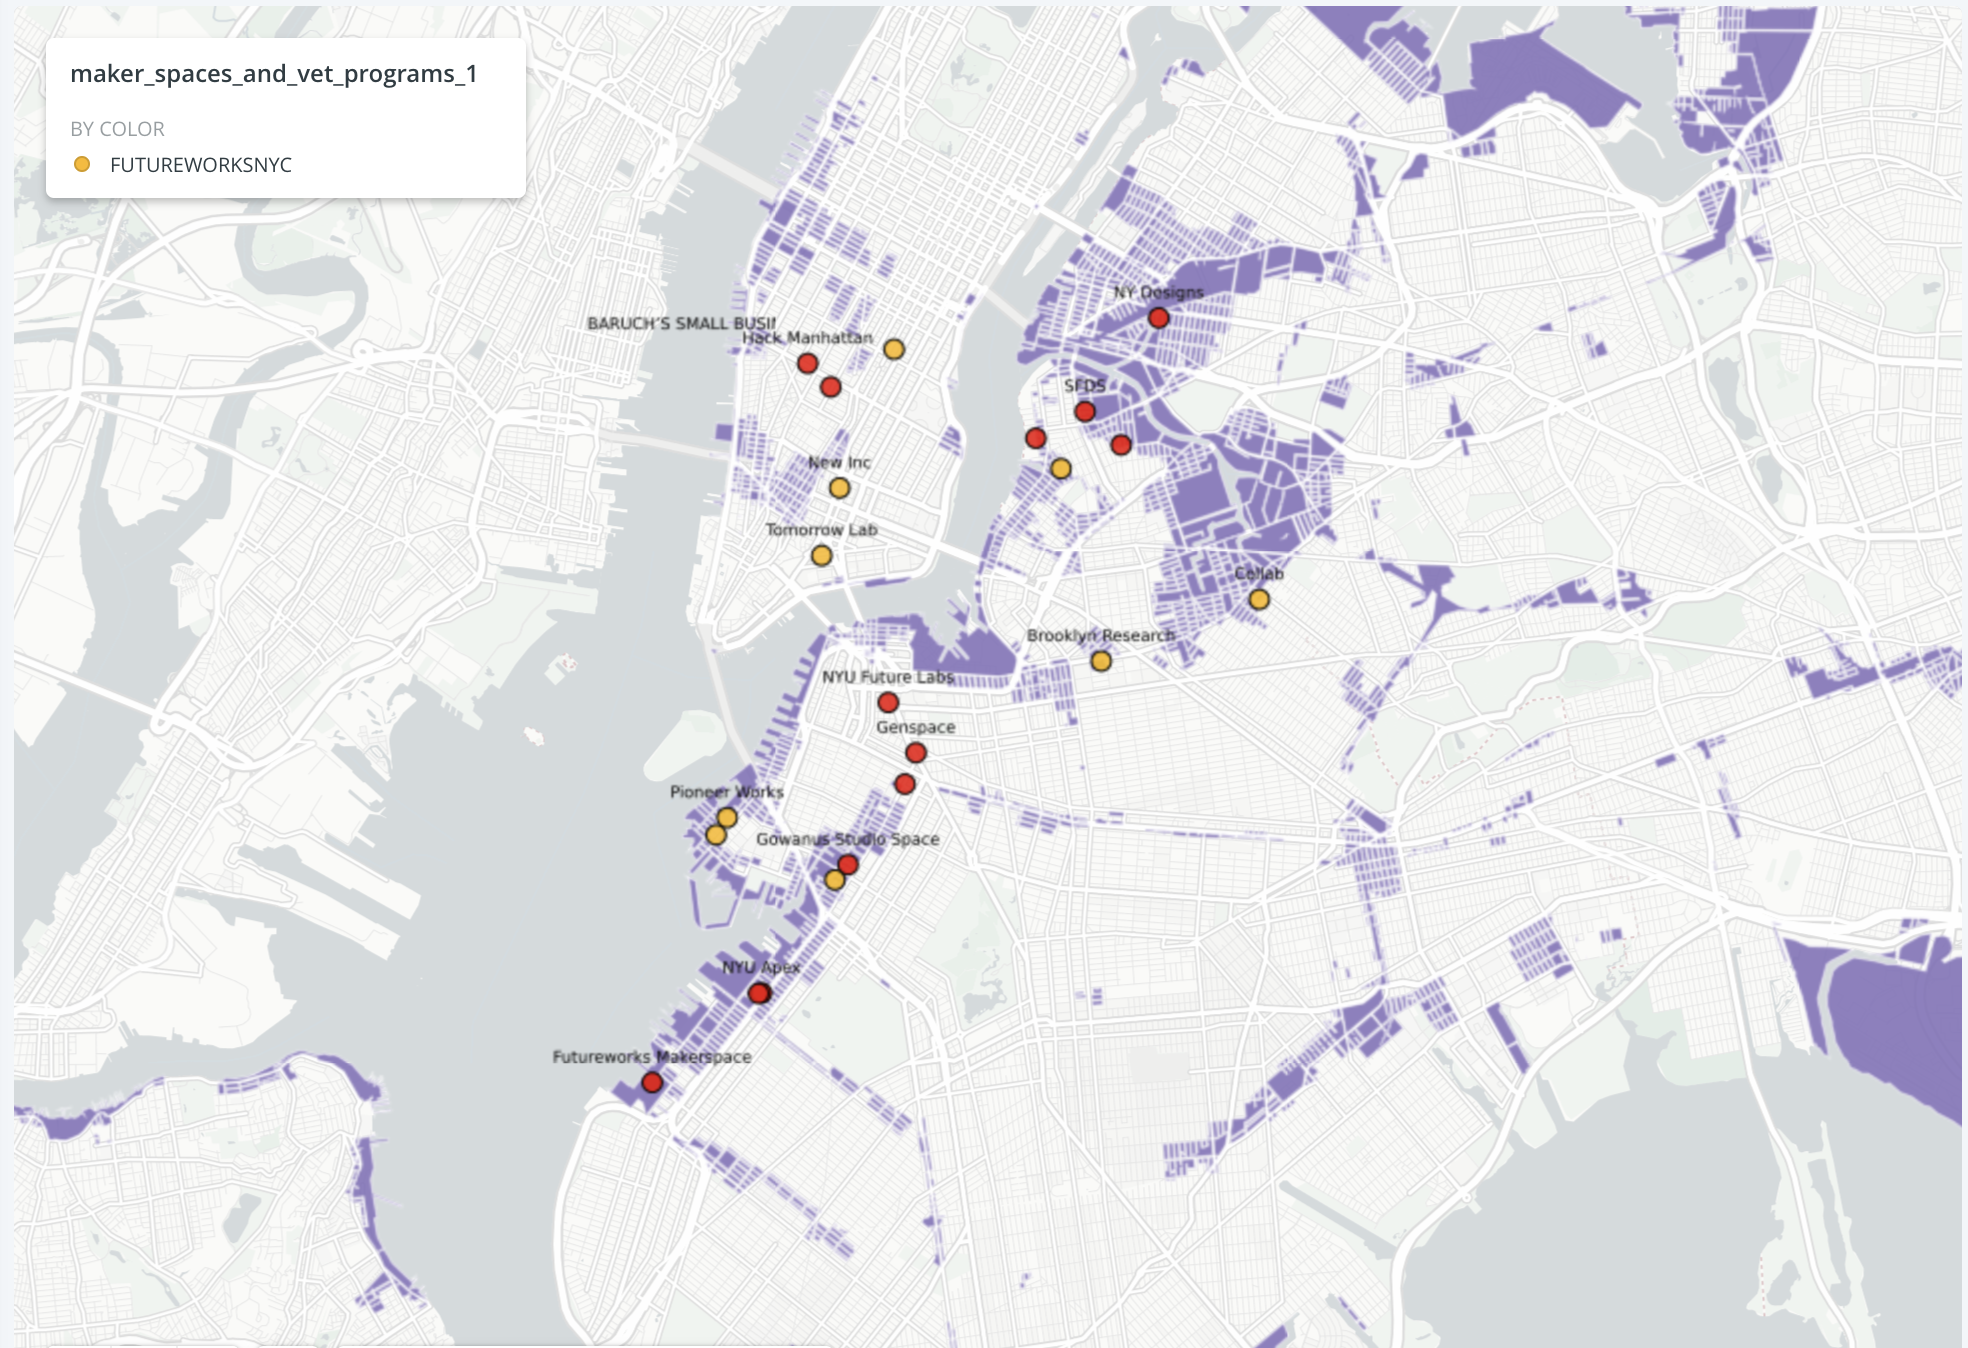 maker_spaces_and_vet_programs_1
BY COLOR
FUTUREWORKSNYC
NY Designs
BARUCH'S SMALL BUSI
Hack Manhattan
SFDS
New Inc
Tomorrow Lab
Collab
Brooklyn Research
NYU Future Labs
Genspace
Pioneer Works
Gowanus Studio Space
NYU Apex
Futureworks Makerspace